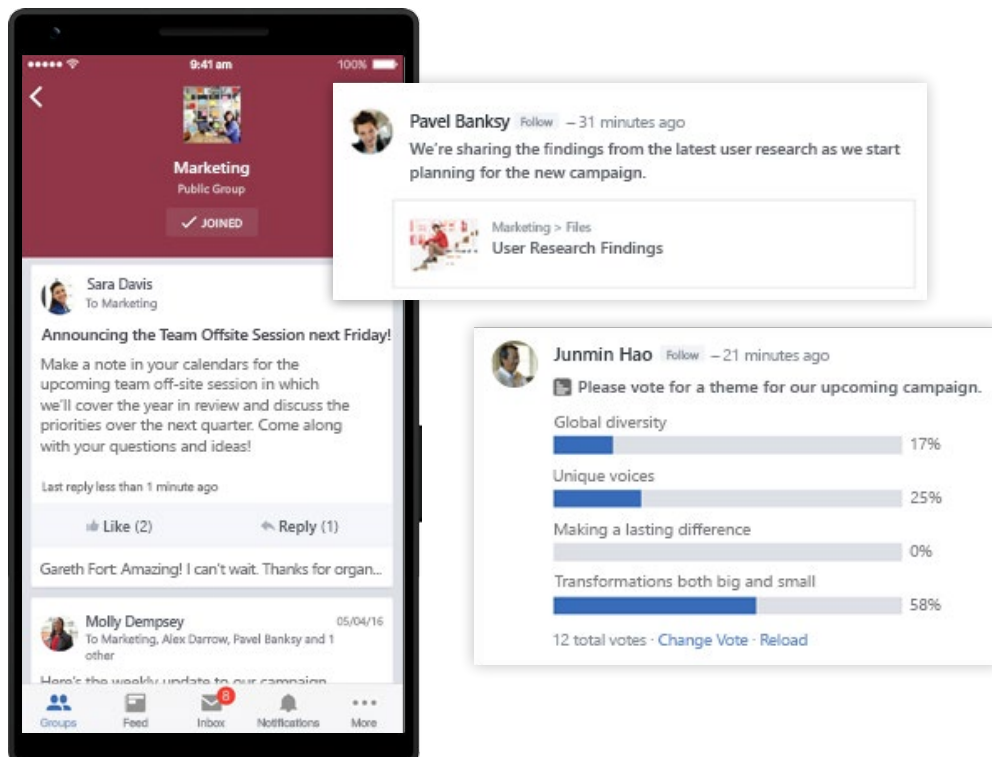 9:41 am
100%
Marketing
Public Group
JOINED
Sara Davis
To Marketing
Announcing the Team Offsite Session next Friday!
Make a note in your calendars for the
upcoming team off-site session in which
we'll cover the year in review and discuss the
priorities over the next quarter. Come along
with your questions and ideas!
Last reply less than 1 minute ago
Like (2)
Reply (1)
Gareth Fort: Amazing! I can't wait. Thanks for organ...
Molly Dempsey
05/04/16
To Marketing, Alex Darrow, Pavel Banksy and 1
other
Here's the weekly update to our campaign
Groups
Feed
8
Inbox
Notifications
More
Pavel Banksy Follow – 31 minutes ago
We're sharing the findings from the latest user research as we start
planning for the new campaign.
Marketing > Files
User Research Findings
Junmin Hao Follow – 21 minutes ago
Please vote for a theme for our upcoming campaign.
Global diversity
17%
Unique voices
25%
Making a lasting difference
0%
Transformations both big and small
58%
12 total votes · Change Vote · Reload